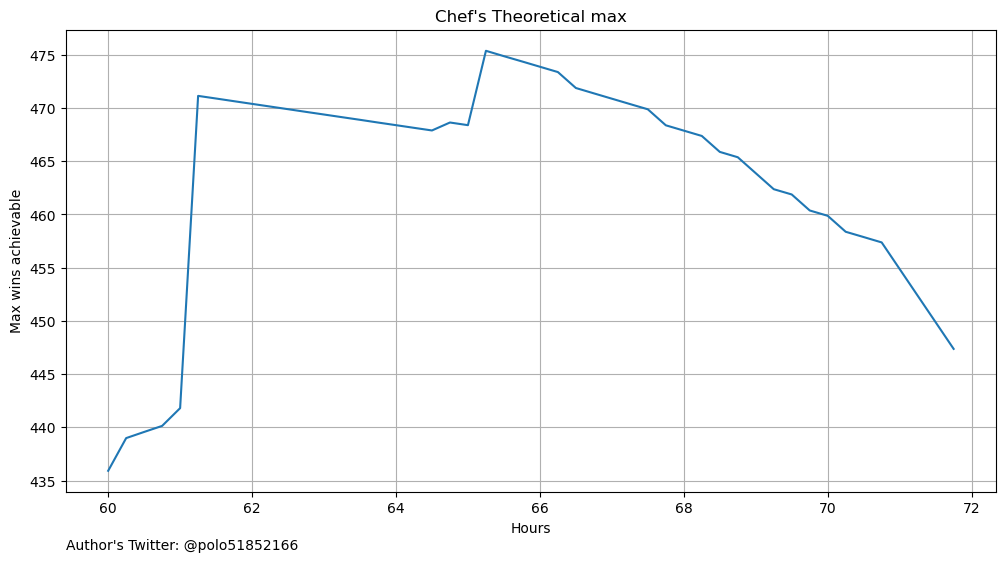 Chef's Theoretical max
Max wins achievable
475
470
465
460
455
450
445
440
435
60 62 64 66 68 70 72
Hours
Author's Twitter: @polo51852166